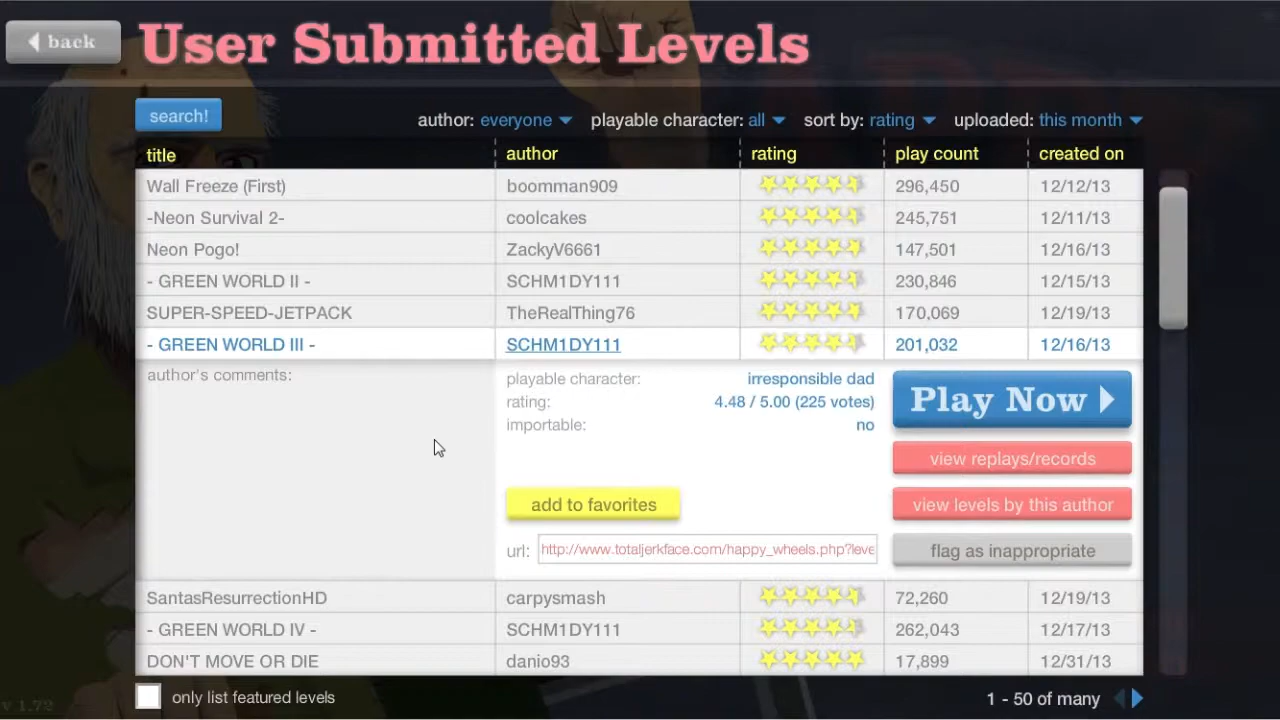 back
User Submitted Levels
search!
author: everyone playable character: all sort by: rating uploaded: this month
title author rating play count created on
Wall Freeze (First) boomman909 296,450 12/12/13
-Neon Survival 2- coolcakes 245,751 12/11/13
Neon Pogo! ZackyV6661 147,501 12/16/13
- GREEN WORLD II - SCHM1DY111 230,846 12/15/13
SUPER-SPEED-JETPACK TheRealThing76 170,069 12/19/13
- GREEN WORLD III - SCHM1DY111 201,032 12/16/13
author's comments:
playable character: irresponsible dad
rating: 4.48 / 5.00 (225 votes)
importable: no
Play Now
view replays/records
add to favorites
view levels by this author
url: http://www.totaljerkface.com/happy_wheels.php?leve
flag as inappropriate
SantasResurrectionHD carpysmash 72,260 12/19/13
- GREEN WORLD IV - SCHM1DY111 262,043 12/17/13
DON'T MOVE OR DIE danio93 17,899 12/31/13
only list featured levels
1 - 50 of many
v 1.72